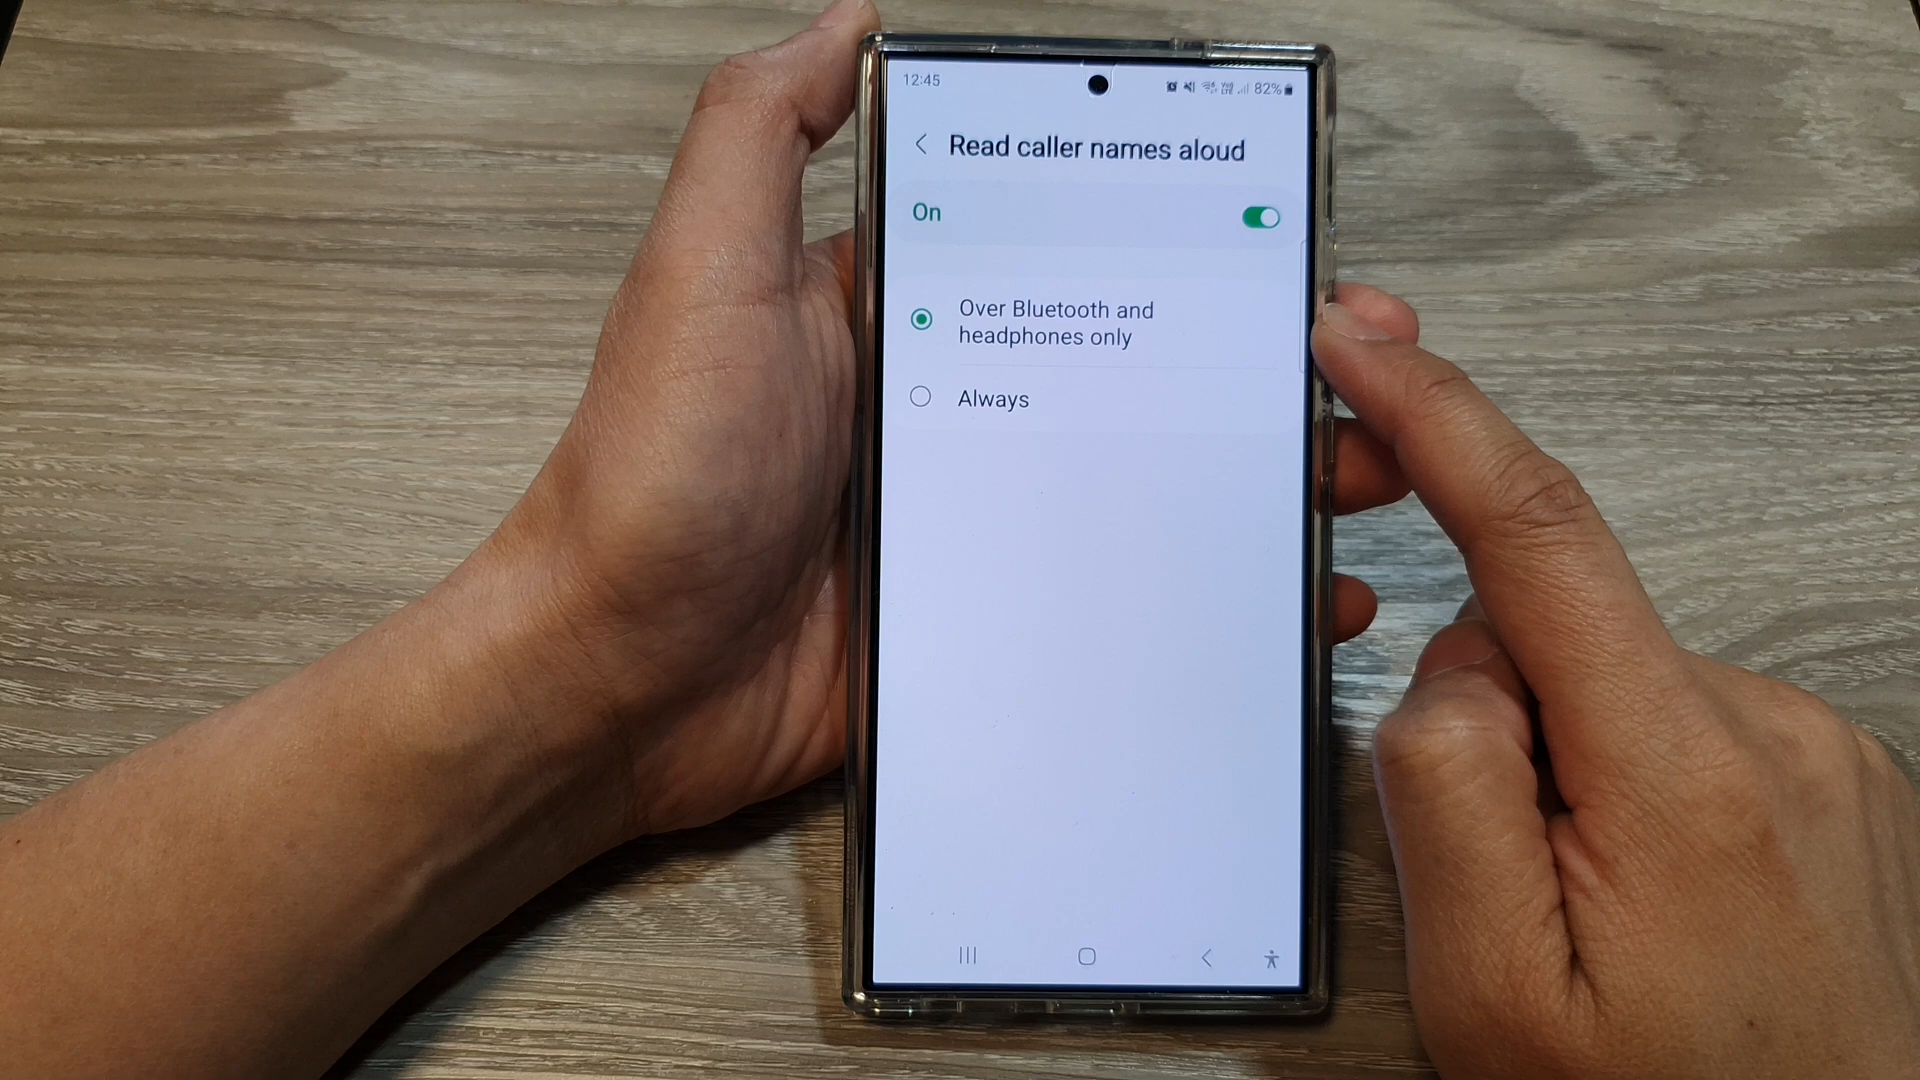 12:45
82%
Read caller names aloud
On
Over Bluetooth and
headphones only
Always